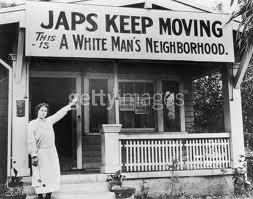 JAPS KEEP MOVING
THIS IS A WHITE MAN'S NEIGHBORHOOD.
gettyimages